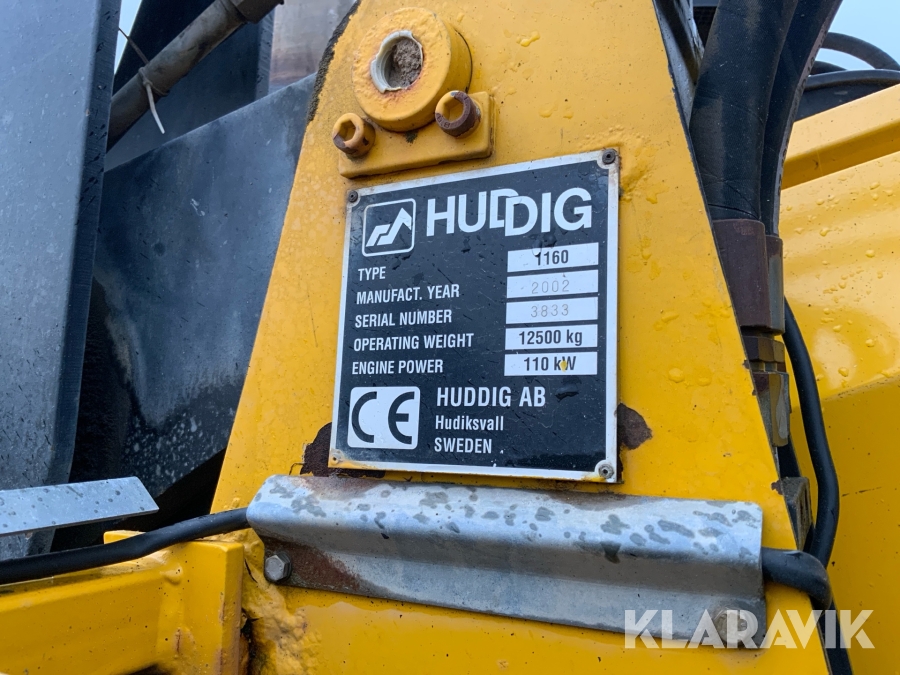 HUDDIG
TYPE 1160
MANUFACT. YEAR 2002
SERIAL NUMBER 3833
OPERATING WEIGHT 12500 kg
ENGINE POWER 110 kW
CE HUDDIG AB
Hudiksvall
SWEDEN
KLARAVIK